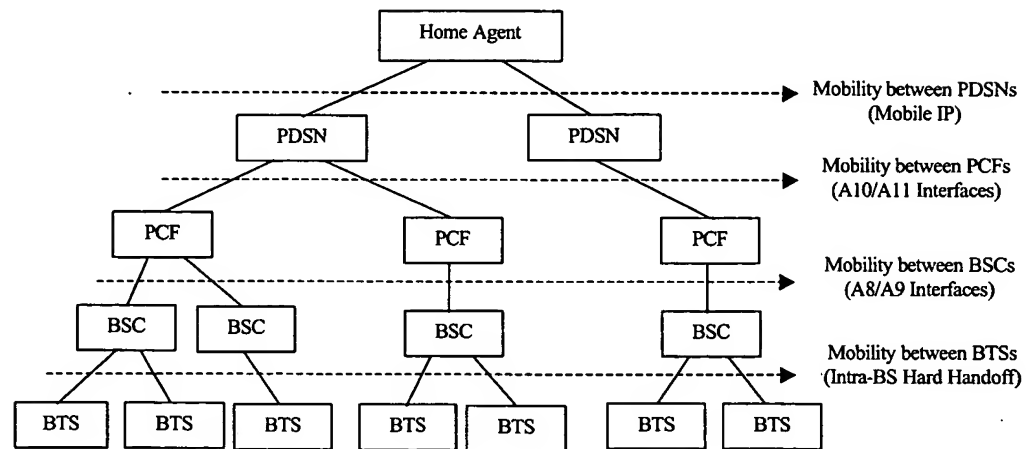 Home Agent
Mobility between PDSNs
(Mobile IP)
PDSN
PDSN
Mobility between PCFs
(A10/A11 Interfaces)
PCF
PCF
PCF
Mobility between BSCs
(A8/A9 Interfaces)
BSC
BSC
BSC
BSC
Mobility between BTSs
(Intra-BS Hard Handoff)
BTS
BTS
BTS
BTS
BTS
BTS
BTS